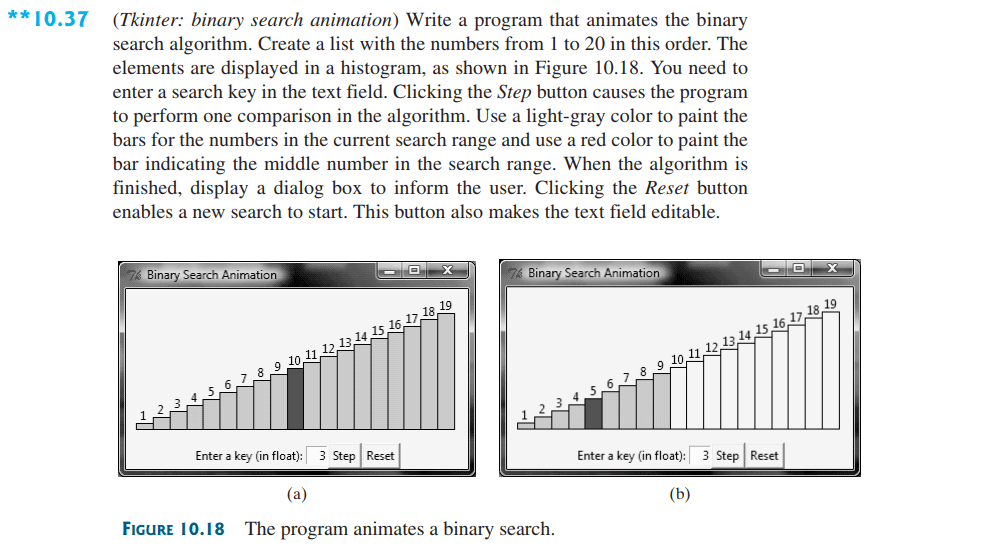 **10.37 (Tkinter: binary search animation) Write a program that animates the binary
search algorithm. Create a list with the numbers from 1 to 20 in this order. The
elements are displayed in a histogram, as shown in Figure 10.18. You need to
enter a search key in the text field. Clicking the Step button causes the program
to perform one comparison in the algorithm. Use a light-gray color to paint the
bars for the numbers in the current search range and use a red color to paint the
bar indicating the middle number in the search range. When the algorithm is
finished, display a dialog box to inform the user. Clicking the Reset button
enables a new search to start. This button also makes the text field editable.
Binary Search Animation
1 2 3 4 5 6 7 8 9 10 11 12 13 14 15 16 17 18 19
Enter a key (in float): 3 Step Reset
(a)
Binary Search Animation
1 2 3 4 5 6 7 8 9 10 11 12 13 14 15 16 17 18 19
Enter a key (in float): 3 Step Reset
(b)
FIGURE 10.18 The program animates a binary search.